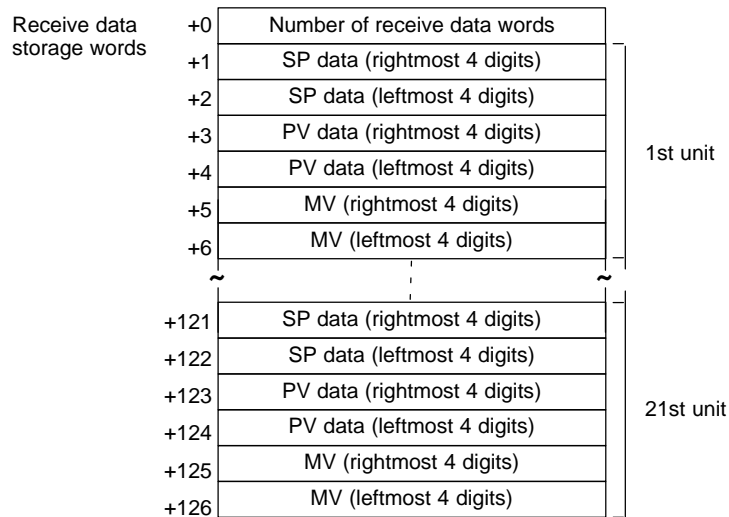 Receive data
storage words
+0 Number of receive data words
+1 SP data (rightmost 4 digits)
+2 SP data (leftmost 4 digits)
+3 PV data (rightmost 4 digits)
+4 PV data (leftmost 4 digits)
+5 MV (rightmost 4 digits)
+6 MV (leftmost 4 digits)
1st unit
~ ~
+121 SP data (rightmost 4 digits)
+122 SP data (leftmost 4 digits)
+123 PV data (rightmost 4 digits)
+124 PV data (leftmost 4 digits)
+125 MV (rightmost 4 digits)
+126 MV (leftmost 4 digits)
21st unit